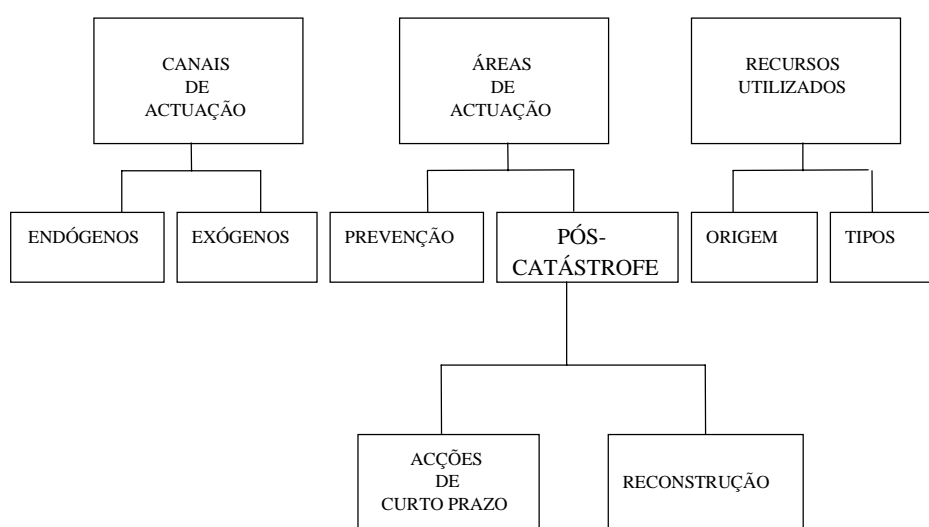 CANAIS
DE
ACTUAÇÃO
ÁREAS
DE
ACTUAÇÃO
RECURSOS
UTILIZADOS
ENDÓGENOS
EXÓGENOS
PREVENÇÃO
PÓS-
CATÁSTROFE
ORIGEM
TIPOS
ACÇÕES
DE
CURTO PRAZO
RECONSTRUÇÃO